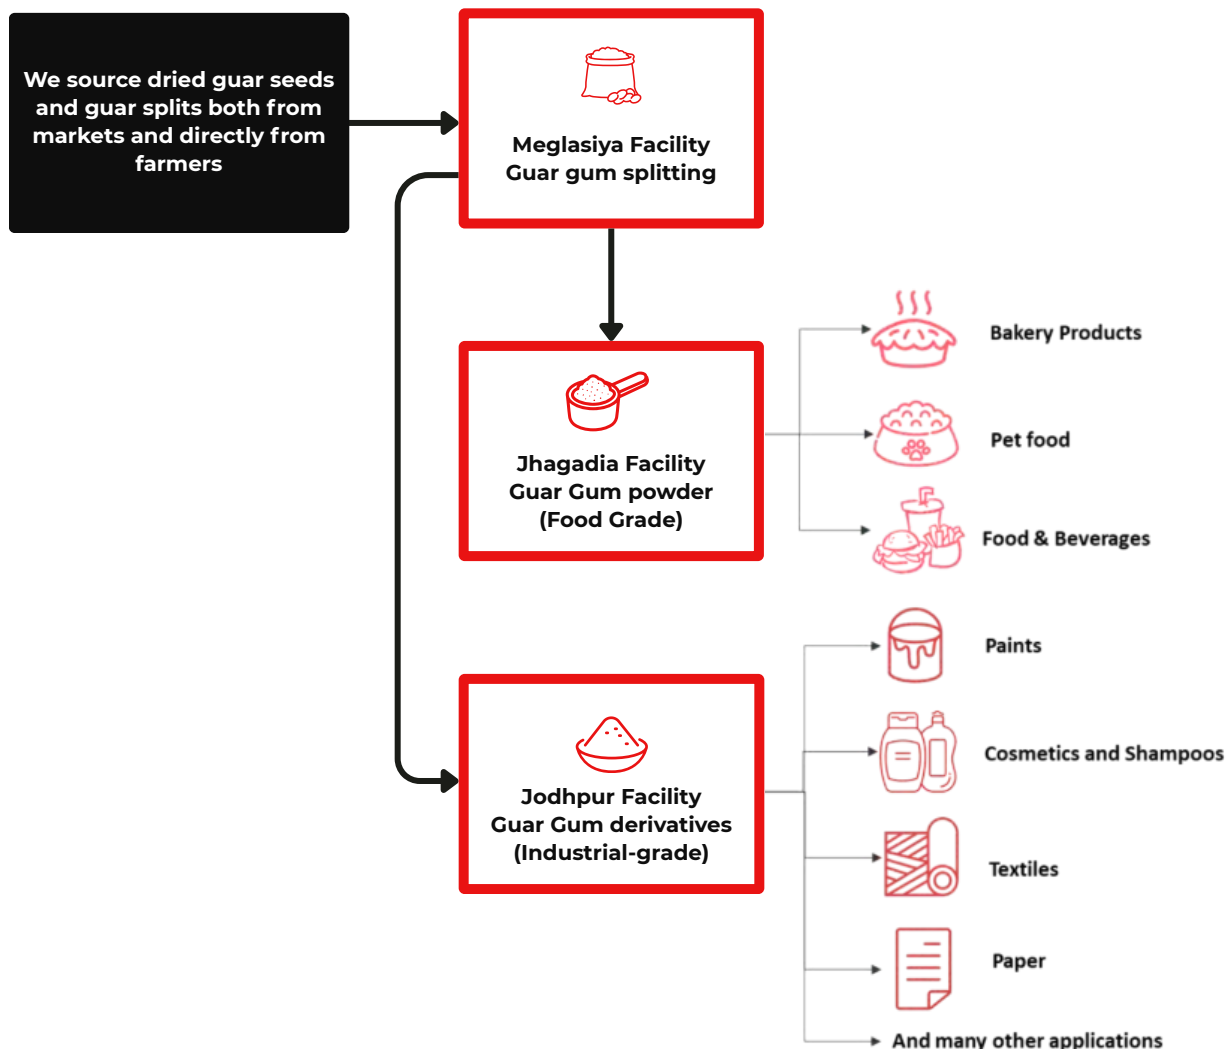 We source dried guar seeds
and guar splits both from
markets and directly from
farmers
Meglasiya Facility
Guar gum splitting
Jhagadia Facility
Guar Gum powder
(Food Grade)
Bakery Products
Pet food
Food & Beverages
Jodhpur Facility
Guar Gum derivatives
(Industrial-grade)
Paints
Cosmetics and Shampoos
Textiles
Paper
And many other applications